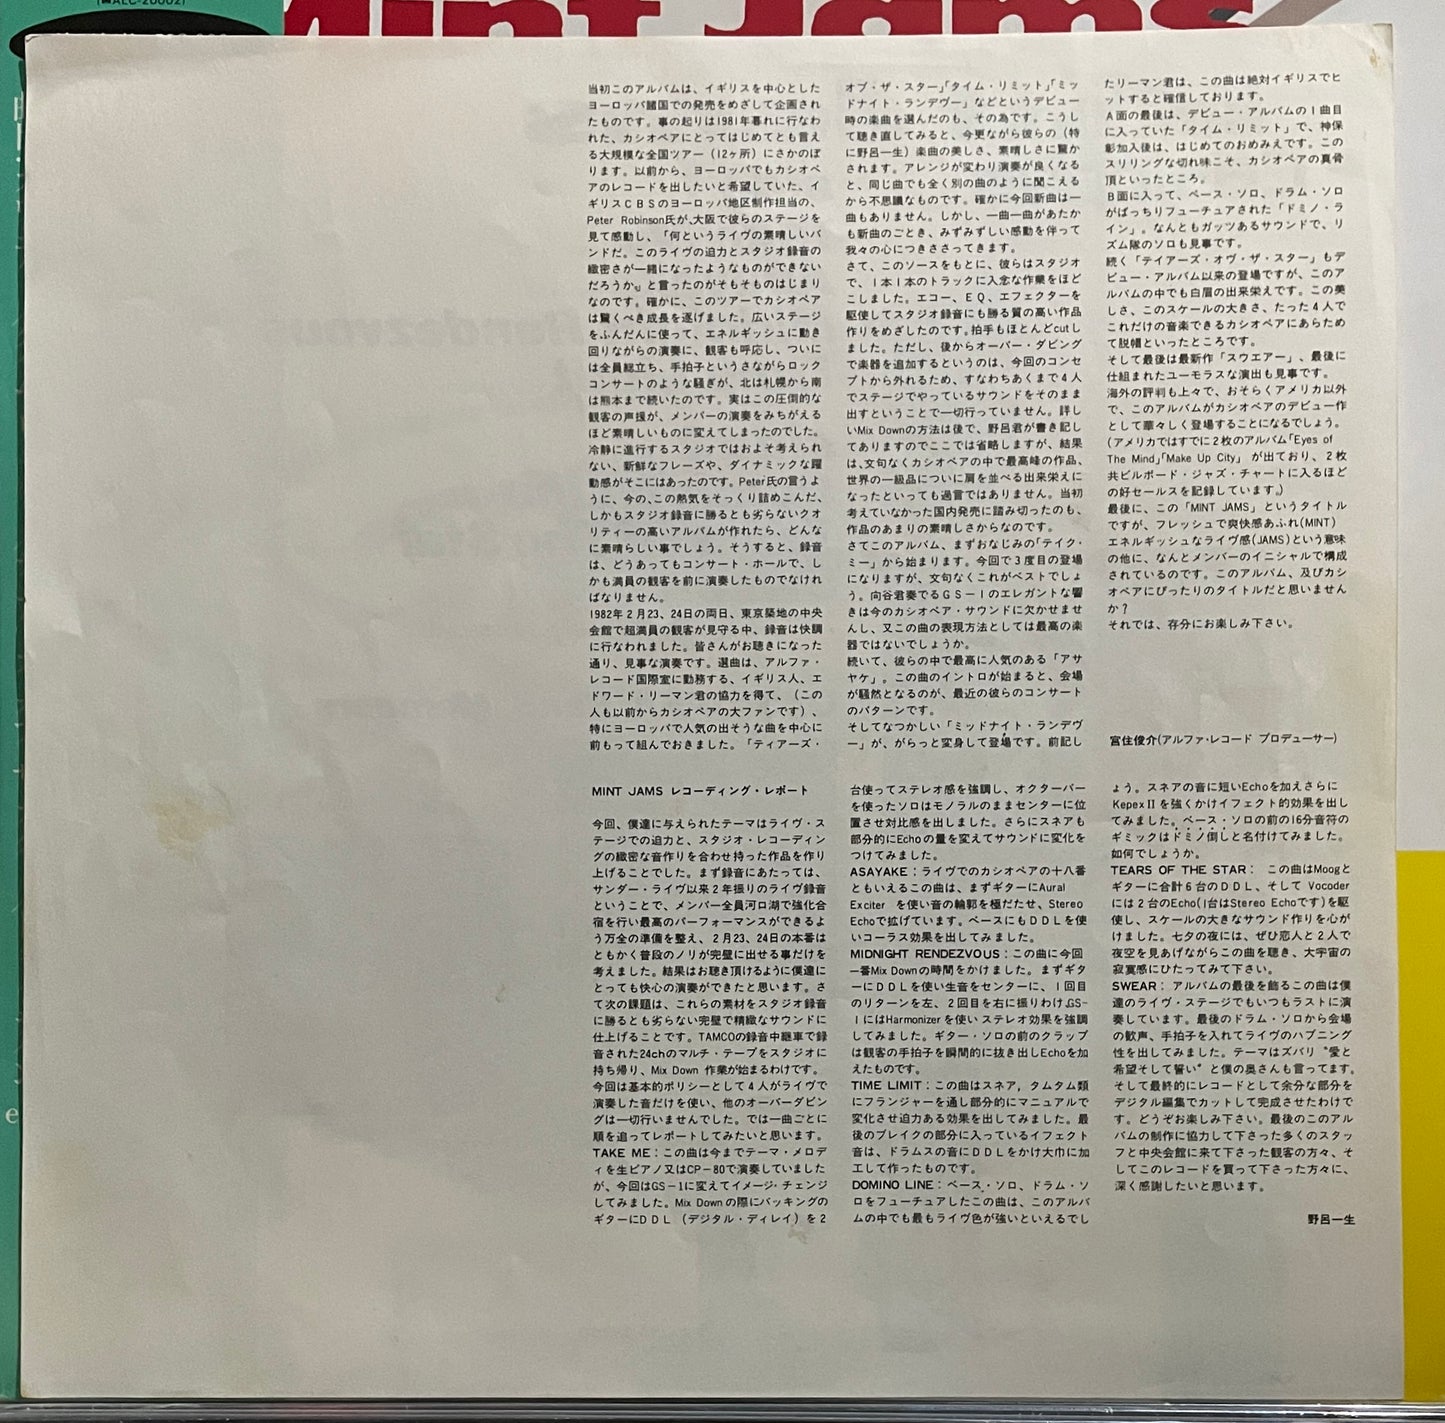 Mint Jams
当初このアルバムは、イギリスを中心とした
ヨーロッパ諸国での発売をめざして企画され
たものです。事の起りは1981年暮れに行なわ
れた、カシオペアにとってはじめてとも言え
る大規模な全国ツアー（12ヶ所）にさかのぼ
ります。以前から、ヨーロッパでもカシオペ
アのレコードを出したいと希望していた、イ
ギリスCBSのヨーロッパ地区制作担当の、
Peter Robinson氏が、大阪で彼らのステージを
見て感動し、「何というライヴの素晴しいバ
ンドだ。このライヴの迫力とスタジオ録音の
緻密さが一緒になったようなものができない
だろうか。」と言ったのがそもそものはじまり
なのです。確かに、このツアーでカシオペア
は驚くべき成長を遂げました。広いステージ
をふんだんに使って、エネルギッシュに動き
回りながらの演奏に、観客も呼応し、ついに
は全員総立ち、手拍子というさながらロック
コンサートのような騒ぎが、北は札幌から南
は熊本まで続いたのです。実はこの圧倒的な
観客の声援が、メンバーの演奏をみちがえる
ほど素晴しいものに変えてしまったのでした。
冷静に進行するスタジオではおよそ考えられ
ない、新鮮なフレーズや、ダイナミックな躍
動感がそこにはあったのです。Peter氏の言うよ
うに、今の、この熱気をそっくり詰めこんだ、
しかもスタジオ録音に勝るとも劣らないクオ
リティーの高いアルバムが作れたら、どんな
に素晴らしい事でしょう。そうすると、録音
は、どうあってもコンサート・ホールで、し
かも満員の観客を前に演奏したものでなけれ
ばなりません。
1982年2月23、24日の両日、東京築地の中央
会館で超満員の観客が見守る中、録音は快調
に行なわれました。皆さんがお聴きになった
通り、見事な演奏です。選曲は、アルファ・
レコード国際室に勤務する、イギリス人、エ
ドワード・リーマン君の協力を得て、（この
人も以前からカシオペアの大ファンです）、
特にヨーロッパで人気の出そうな曲を中心に
前もって組んでおきました。「ティアーズ・
オブ・ザ・スター」「タイム・リミット」「ミッ
ドナイト・ランデヴー」などというデビュー
時の楽曲を選んだのも、その為です。こうし
て聴き直してみると、今更ながら彼らの（特
に野呂一生）楽曲の美しさ、素晴しさに驚か
されます。アレンジが変わり演奏が良くなる
と、同じ曲でも全く別の曲のように聞こえる
から不思議なものです。確かに今回新曲は一
曲もありません。しかし、一曲一曲があたか
も新曲のごとき、みずみずしい感動を伴って
我々の心につきささってきます。
さて、このソースをもとに、彼らはスタジオ
で、1本1本のトラックに入念な作業をほど
こしました。エコー、EQ、エフェクターを
駆使してスタジオ録音にも勝る質の高い作品
作りをめざしたのです。拍手もほとんどcutし
ました。ただし、後からオーバー・ダビング
で楽器を追加するというのは、今回のコンセ
プトから外れるため、すなわちあくまで4人
でステージでやっているサウンドをそのまま
出すということで一切行っていません。詳し
いMix Downの方法は後で、野呂君が書き記し
てありますのでここでは省略しますが、結果
は、文句なくカシオペアの中で最高峰の作品、
世界の一級品についに肩を並べる出来栄えに
なったといっても過言ではありません。当初
考えていなかった国内発売に踏み切ったのも、
作品のあまりの素晴しさからなのです。
さてこのアルバム、まずおなじみの「テイク・
ミー」から始まります。今回で3度目の登場
になりますが、文句なくこれがベストでしょ
う。向谷君奏でるGS－1のエレガントな響
きは今のカシオペア・サウンドに欠かせませ
んし、又この曲の表現方法としては最高の楽
器ではないでしょうか。
続いて、彼らの中で最高に人気のある「アサ
ヤケ」。この曲のイントロが始まると、会場
が騒然となるのが、最近の彼らのコンサート
のパターンです。
そしてなつかしい「ミッドナイト・ランデヴ
ー」が、がらっと変身して登場です。前記し
たリーマン君は、この曲は絶対イギリスでヒ
ットすると確信しております。
A面の最後は、デビュー・アルバムの1曲目
に入っていた「タイム・リミット」で、神保
彰加入後は、はじめてのおめみえです。この
スリリングな切れ味こそ、カシオペアの真骨
頂といったところ。
B面に入って、ベース・ソロ、ドラム・ソロ
がばっちりフューチュアされた「ドミノ・ラ
イン」。なんともガッツあるサウンドで、リ
ズム隊のソロも見事です。
続く「テイアーズ・オヴ・ザ・スター」もデ
ビュー・アルバム以来の登場ですが、このア
ルバムの中でも白眉の出来栄えです。この美
しさ、このスケールの大きさ、たった4人で
これだけの音楽できるカシオペアにあらため
て脱帽といったところです。
そして最後は最新作「スウエアー」、最後に
仕組まれたユーモラスな演出も見事です。
海外の評判も上々で、おそらくアメリカ以外
で、このアルバムがカシオペアのデビュー作
として華々しく登場することになるでしょう。
（アメリカではすでに2枚のアルバム「Eyes of
The Mind」「Make Up City」が出ており、2枚
共ビルボード・ジャズ・チャートに入るほど
の好セールスを記録しています。）
最後に、この「MINT JAMS」というタイトル
ですが、フレッシュで爽快感あふれ(MINT)
エネルギッシュなライヴ感(JAMS)という意味
の他に、なんとメンバーのイニシャルで構成
されているのです。このアルバム、及びカシ
オペアにぴったりのタイトルだと思いません
か？
それでは、存分にお楽しみ下さい。
宮住俊介(アルファ・レコード プロデューサー)
MINT JAMS レコーディング・レポート
今回、僕達に与えられたテーマはライヴ・ス
テージでの迫力と、スタジオ・レコーディン
グの緻密な音作りを合わせ持った作品を作り
上げることでした。まず録音にあたっては、
サンダー・ライヴ以来2年振りのライヴ録音
ということで、メンバー全員河口湖で強化合
宿を行い最高のパーフォーマンスができるよ
う万全の準備を整え、2月23、24日の本番は
ともかく普段のノリが完璧に出せる事だけを
考えました。結果はお聴き頂けるように僕達に
とっても快心の演奏ができたと思います。さ
て次の課題は、これらの素材をスタジオ録音
に勝るとも劣らない完璧で精緻なサウンドに
仕上げることです。TAMCOの録音中継車で録
音された24chのマルチ・テープをスタジオに
持ち帰り、Mix Down 作業が始まるわけです。
今回は基本的ポリシーとして4人がライヴで
演奏した音だけを使い、他のオーバーダビン
グは一切行いませんでした。では一曲ごとに
順を追ってレポートしてみたいと思います。
TAKE ME：この曲は今までテーマ・メロデ
ィを生ピアノ又はCP－80で演奏していました
が、今回はGS－1に変えてイメージ・チェンジ
してみました。Mix Downの際にバッキングの
ギターにDDL（デジタル・ディレイ）を2
台使ってステレオ感を強調し、オクターバー
を使ったソロはモノラルのままセンターに位
置させ対比感を出しました。さらにスネアも
部分的にEchoの量を変えてサウンドに変化を
つけてみました。
ASAYAKE：ライヴでのカシオペアの十八番
ともいえるこの曲は、まずギターにAural
Exciter を使い音の輪郭を極だたせ、Stereo
Echoで拡げています。ベースにもDDLを使
いコーラス効果を出してみました。
MIDNIGHT RENDEZVOUS：この曲に今回
一番Mix Downの時間をかけました。まずギタ
ーにDDLを使い生音をセンターに、1回目
のリターンを左、2回目を右に振りわけ、GS-
1にはHarmonizerを使い ステレオ効果を強調
してみました。ギター・ソロの前のクラップ
は観客の手拍子を瞬間的に抜き出しEchoを加
えたものです。
TIME LIMIT：この曲はスネア，タムタム類
にフランジャーを通し部分的にマニュアルで
変化させ迫力ある効果を出してみました。最
後のブレイクの部分に入っているイフェクト
音は、ドラムスの音にDDLをかけ大巾に加
工して作ったものです。
DOMINO LINE：ベース・ソロ、ドラム・ソ
ロをフューチュアしたこの曲は、このアルバ
ムの中でも最もライヴ色が強いといえるでし
ょう。スネアの音に短いEchoを加えさらに
KepexⅡを強くかけイフェクト的効果を出し
てみました。ベース・ソロの前の16分音符の
ギミックはドミノ倒しと名付けてみました。
如何でしょうか。
TEARS OF THE STAR： この曲はMoogと
ギターに合計6台のDDL、そして Vocoder
には2台のEcho(1台はStereo Echoです)を駆
使し、スケールの大きなサウンド作りを心が
けました。七夕の夜には、ぜひ恋人と2人で
夜空を見あげながらこの曲を聴き、大宇宙の
寂寞感にひたってみて下さい。
SWEAR： アルバムの最後を飾るこの曲は僕
達のライヴ・ステージでもいつもラストに演
奏しています。最後のドラム・ソロから会場
の歓声、手拍子を入れてライヴのハプニング
性を出してみました。テーマはズバリ〝愛と
希望そして誓い〟と僕の奥さんも言ってます。
そして最終的にレコードとして余分な部分を
デジタル編集でカットして完成させたわけで
す。どうぞお楽しみ下さい。最後のこのアル
バムの制作に協力して下さった多くのスタッ
フと中央会館に来て下さった観客の方々、そ
してこのレコードを買って下さった方々に、
深く感謝したいと思います。
野呂一生